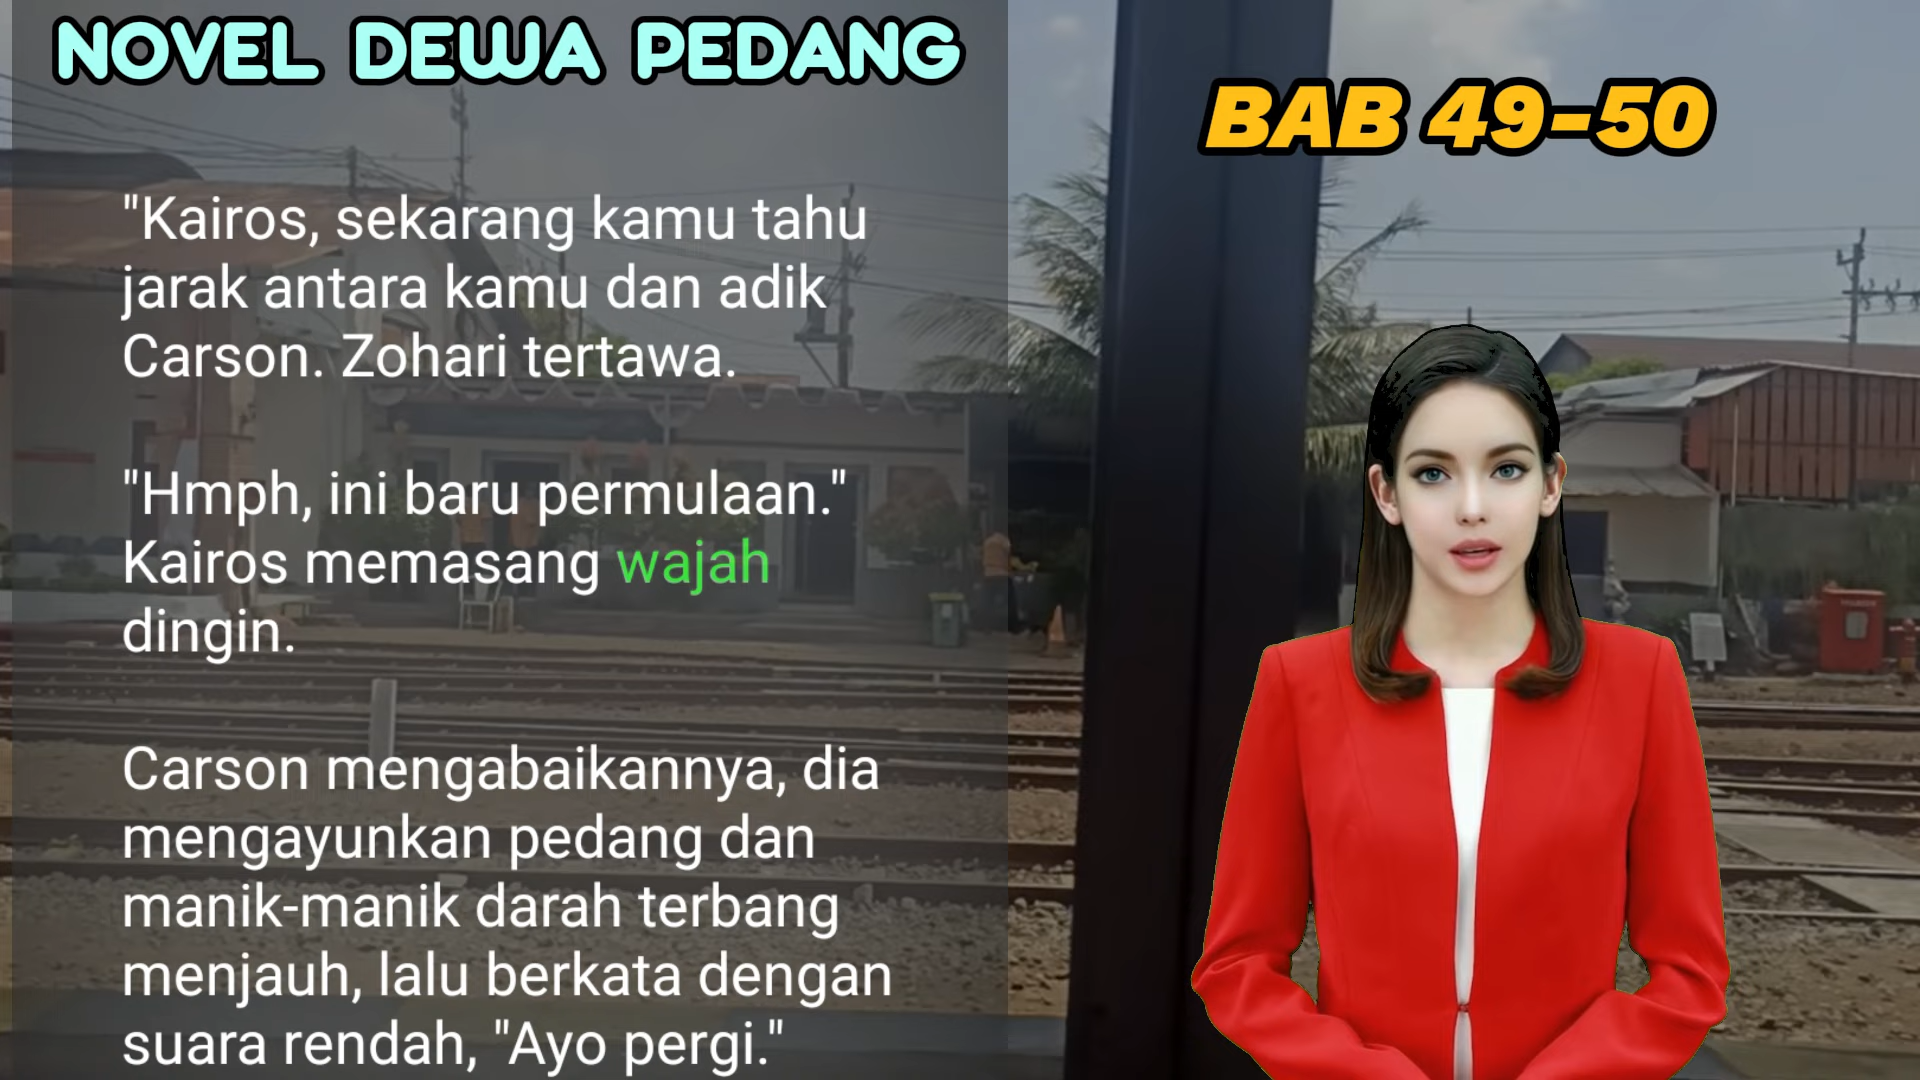 NOVEL DEWA PEDANG
BAB 49-50
"Kairos, sekarang kamu tahu
jarak antara kamu dan adik
Carson. Zohari tertawa.
"Hmph, ini baru permulaan."
Kairos memasang wajah
dingin.
Carson mengabaikannya, dia
mengayunkan pedang dan
manik-manik darah terbang
menjauh, lalu berkata dengan
suara rendah, "Ayo pergi."